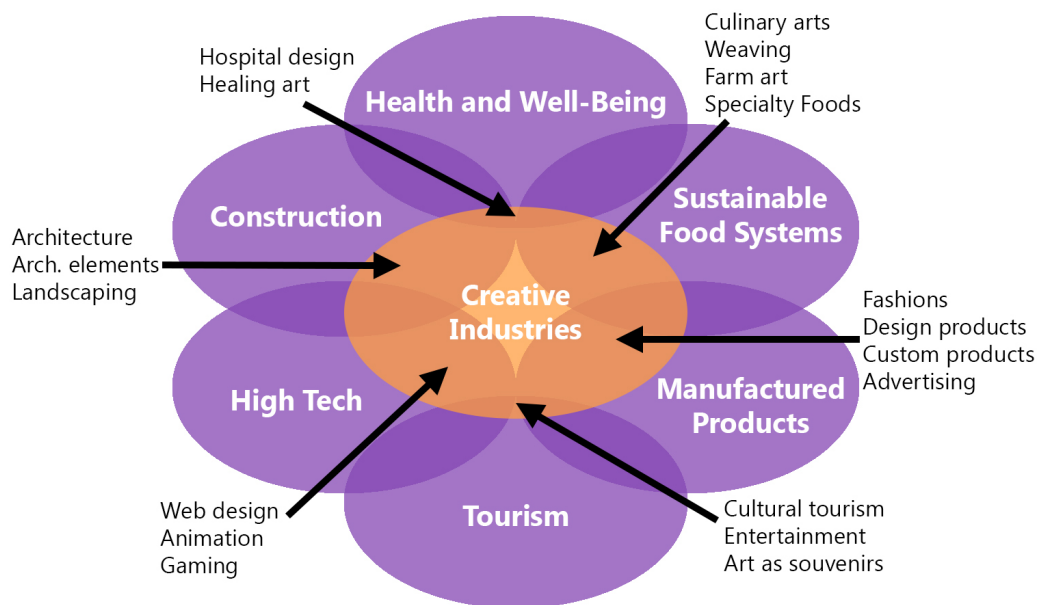 Culinary arts
Weaving
Farm art
Specialty Foods
Hospital design
Healing art
Health and Well-Being
Construction
Sustainable
Food Systems
Architecture
Arch. elements
Landscaping
Creative
Industries
Fashions
Design products
Custom products
Advertising
High Tech
Manufactured
Products
Tourism
Web design
Animation
Gaming
Cultural tourism
Entertainment
Art as souvenirs